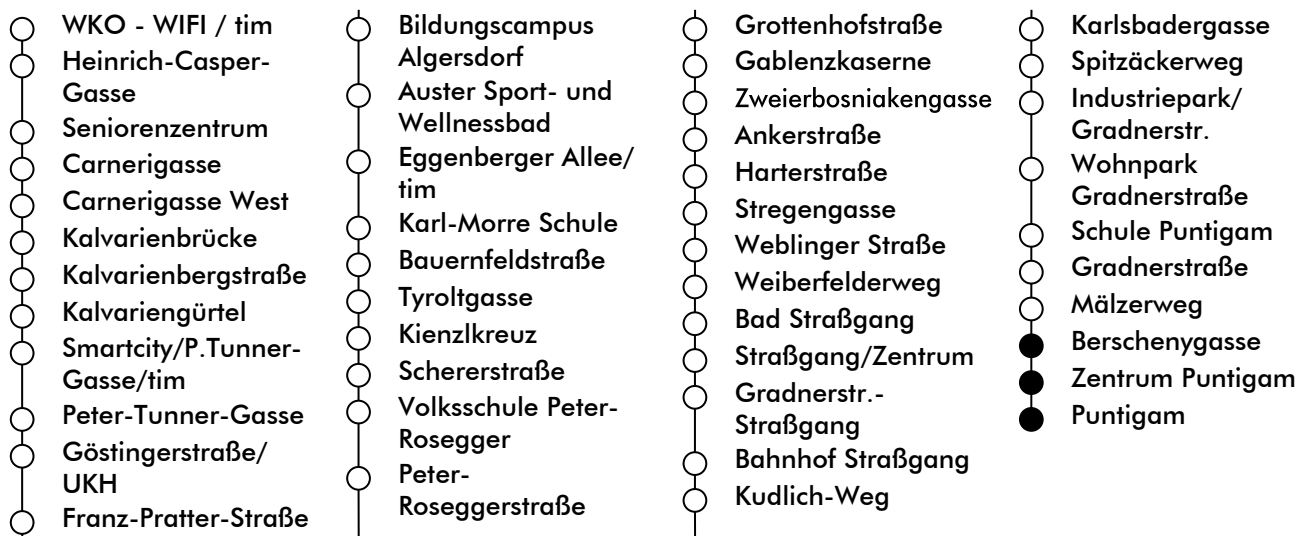 WKO - WIFI / tim
Heinrich-Casper-
Gasse
Seniorenzentrum
Carnerigasse
Carnerigasse West
Kalvarienbrücke
Kalvarienbergstraße
Kalvariengürtel
Smartcity/P.Tunner-
Gasse/tim
Peter-Tunner-Gasse
Göstingerstraße/
UKH
Franz-Pratter-Straße
Bildungscampus
Algersdorf
Auster Sport- und
Wellnessbad
Eggenberger Allee/
tim
Karl-Morre Schule
Bauernfeldstraße
Tyroltgasse
Kienzlkreuz
Schererstraße
Volksschule Peter-
Rosegger
Peter-
Roseggerstraße
Grottenhofstraße
Gablenzkaserne
Zweierbosniakengasse
Ankerstraße
Harterstraße
Stregengasse
Weblinger Straße
Weiberfelderweg
Bad Straßgang
Straßgang/Zentrum
Gradnerstr.-
Straßgang
Bahnhof Straßgang
Kudlich-Weg
Karlsbadergasse
Spitzäckerweg
Industriepark/
Gradnerstr.
Wohnpark
Gradnerstraße
Schule Puntigam
Gradnerstraße
Mälzerweg
Berschenygasse
Zentrum Puntigam
Puntigam